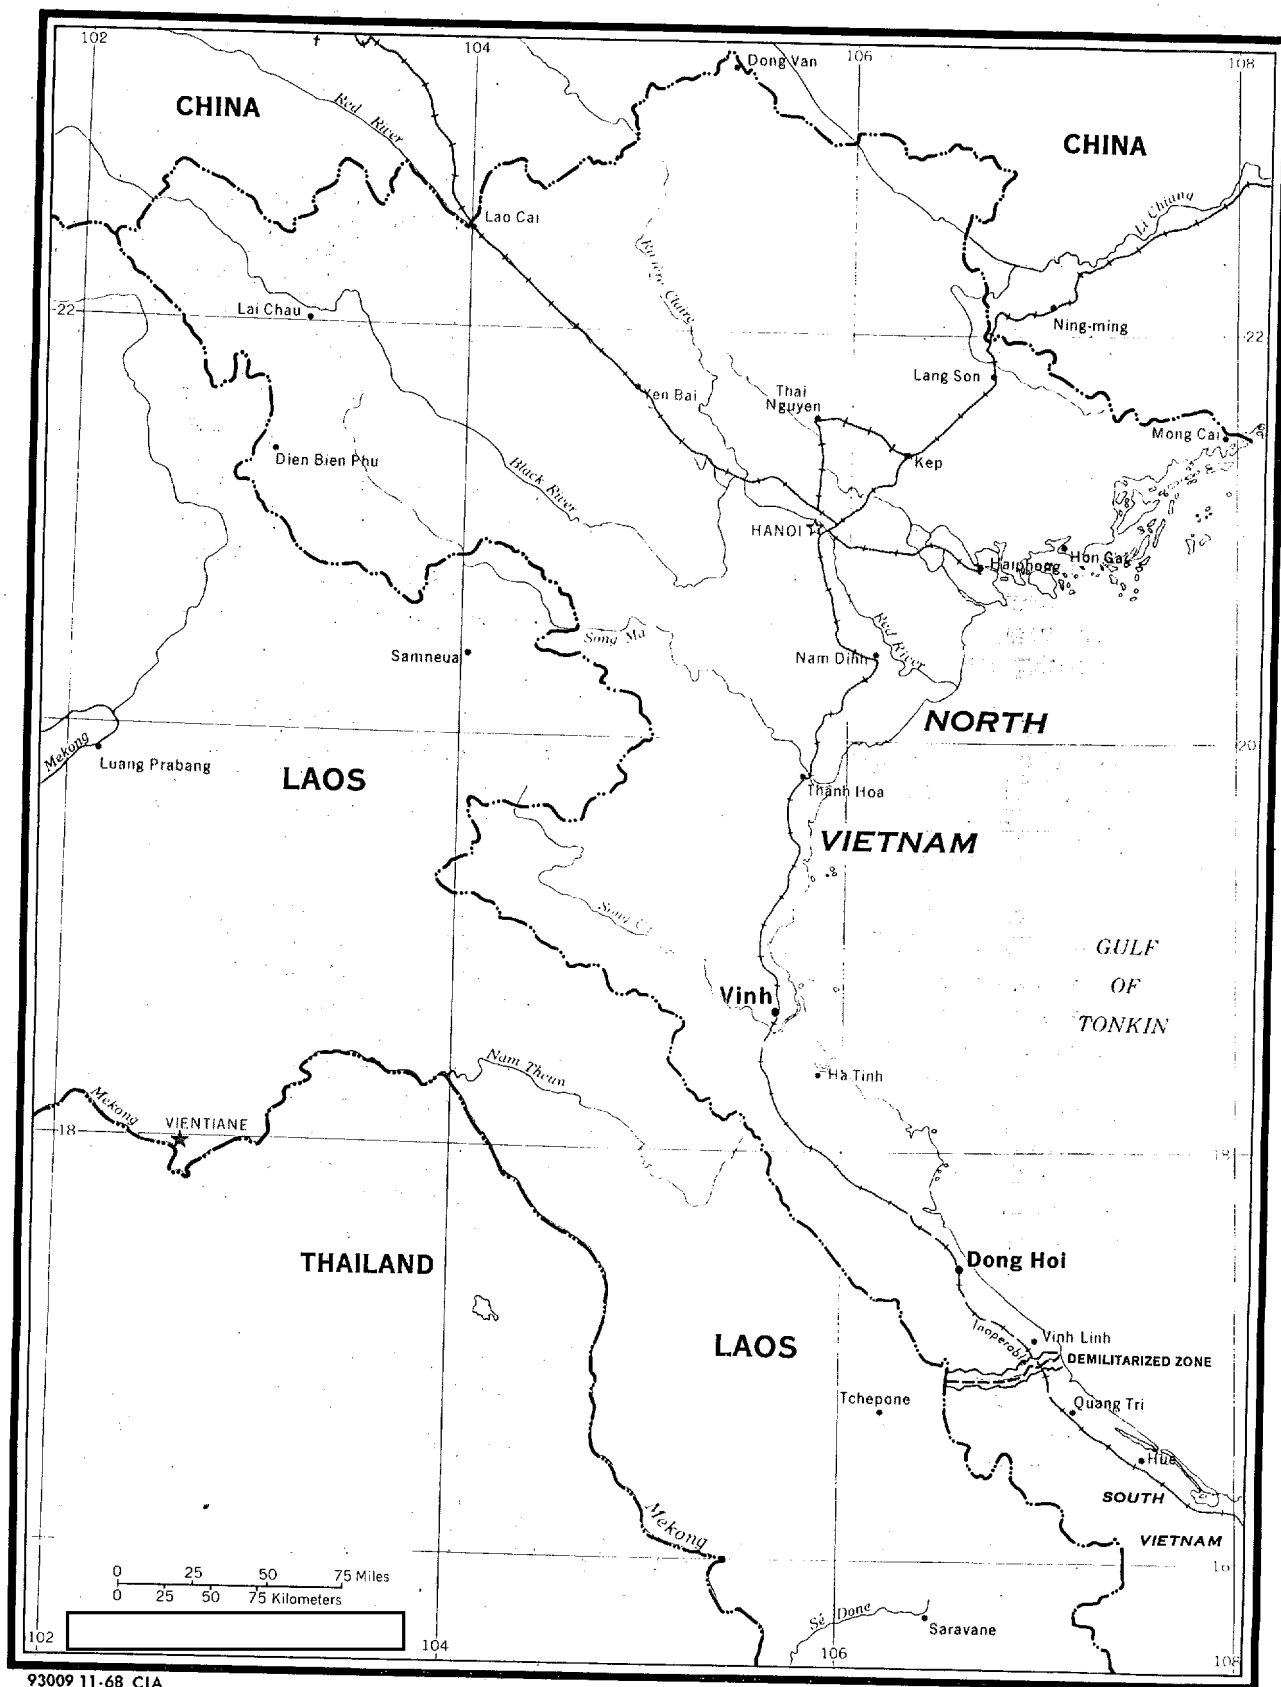 102
104
106
108
Dong Van
CHINA
Red River
CHINA
Li Chiang
Lao Cai
Rivière Claire
22
Lai Chau
Ning-ming
22
Lang Son
Yen Bai
Thai
Nguyen
Mong Cai
Dien Bien Phu
Black River
Kep
HANOI
Haiphong
Hon Gai
Song Ma
Red River
Samneua
Nam Dinh
NORTH
Mekong
Luang Prabang
20
LAOS
Thanh Hoa
VIETNAM
Song
GULF
OF
TONKIN
Vinh
Nam Theun
Ha Tinh
Mekong
VIENTIANE
18
18
THAILAND
Dong Hoi
Inoperable
Vinh Linh
LAOS
DEMILITARIZED ZONE
Tchepone
Quang Tri
Hue
SOUTH
VIETNAM
Mekong
16
0 25 50 75 Miles
0 25 50 75 Kilometers
Sé Done
Saravane
102
104
106
108
93009 11-68 CIA